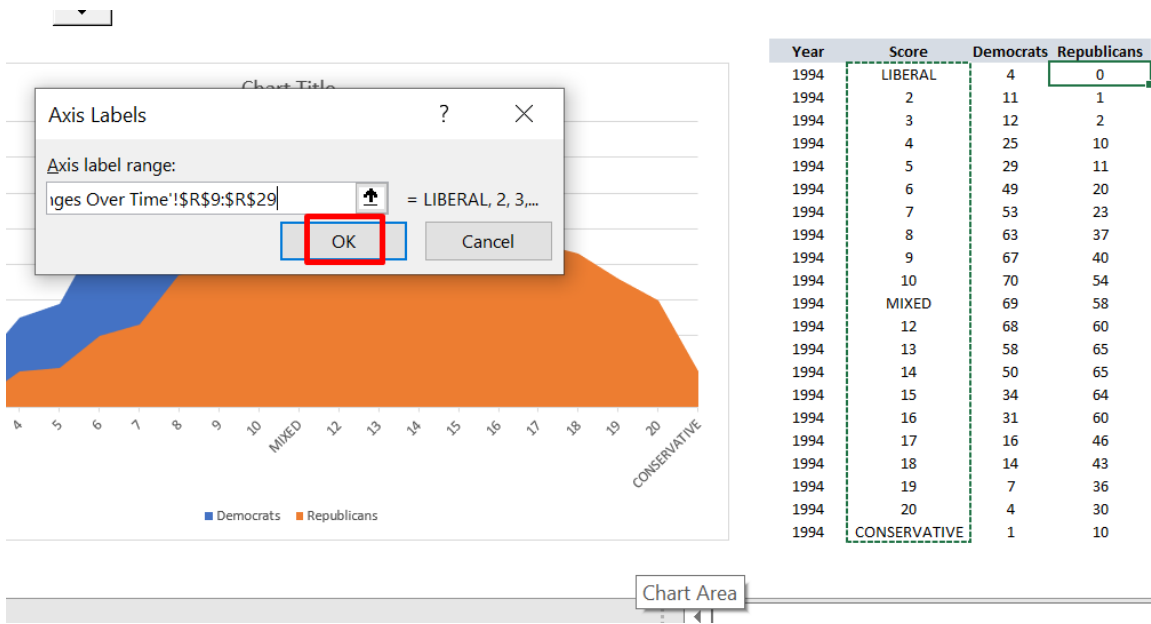 Year Score Democrats Republicans
1994 LIBERAL 4 0
1994 2 11 1
1994 3 12 2
1994 4 25 10
1994 5 29 11
1994 6 49 20
1994 7 53 23
1994 8 63 37
1994 9 67 40
1994 10 70 54
1994 MIXED 69 58
1994 12 68 60
1994 13 58 65
1994 14 50 65
1994 15 34 64
1994 16 31 60
1994 17 16 46
1994 18 14 43
1994 19 7 36
1994 20 4 30
1994 CONSERVATIVE 1 10
Chart Title
Axis Labels ?
Axis label range:
nges Over Time'!$R$9:$R$29 = LIBERAL, 2, 3,...
OK Cancel
4 5 6 7 8 9 10 MIXED 12 13 14 15 16 17 18 19 20 CONSERVATIVE
Democrats Republicans
Chart Area